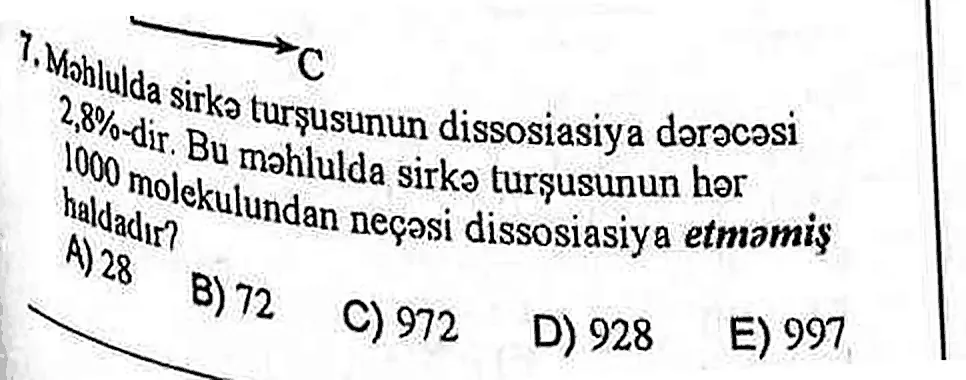 C
7. Məhlulda sirkə turşusunun dissosiasiya dərəcəsi
2,8%-dir. Bu məhlulda sirkə turşusunun hər
1000 molekulundan neçəsi dissosiasiya etməmiş
haldadır?
A) 28 B) 72 C) 972 D) 928 E) 997